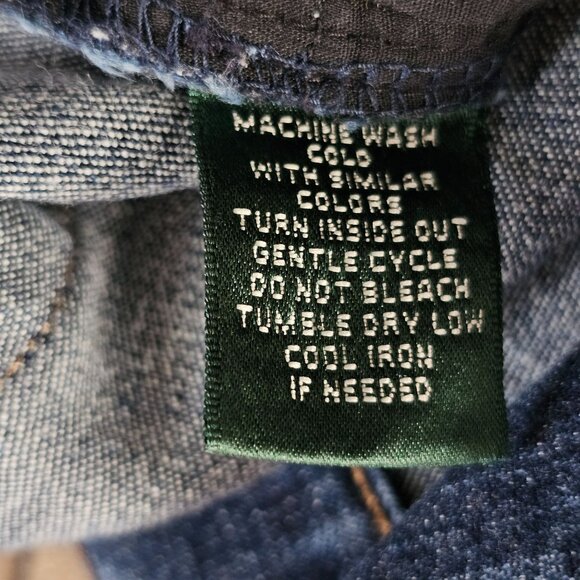 MACHINE WASH
COLD
WITH SIMILAR
COLORS
TURN INSIDE OUT
GENTLE CYCLE
DO NOT BLEACH
TUMBLE DRY LOW
COOL IRON
IF NEEDED